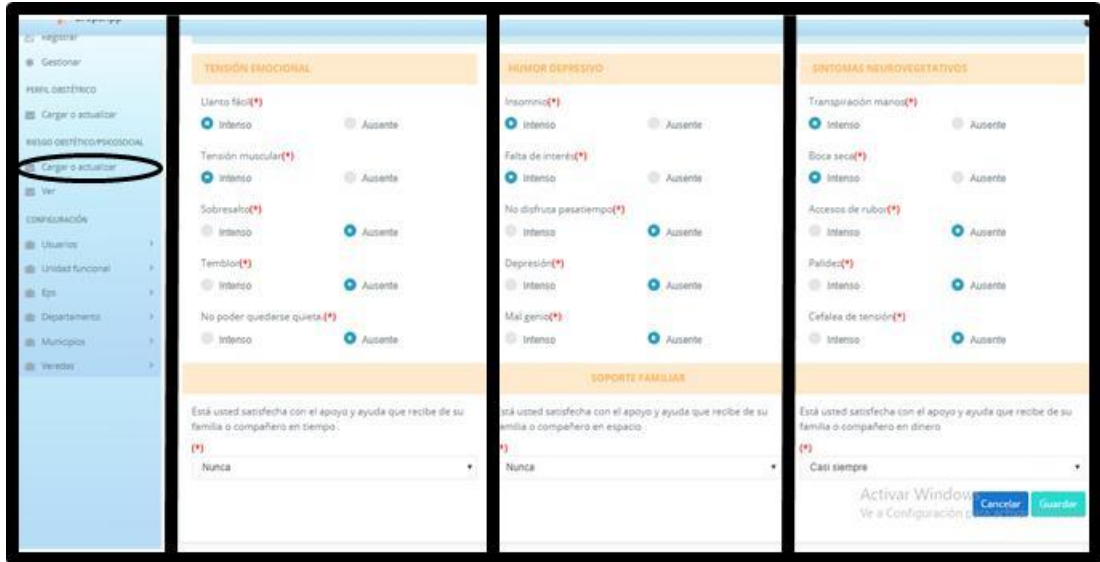 Registrar
Gestionar
PERFIL OBSTÉTRICO
Cargar o actualizar
RIESGO OBSTÉTRICO/PSICOSOCIAL
Cargar o actualizar
Ver
CONFIGURACIÓN
Usuarios
Unidad funcional
Eps
Departamento
Municipios
Veredas
TENSIÓN EMOCIONAL
Llanto fácil(*)
Intenso Ausente
Tensión muscular(*)
Intenso Ausente
Sobresalto(*)
Intenso Ausente
Temblor(*)
Intenso Ausente
No poder quedarse quieta.(*)
Intenso Ausente
HUMOR DEPRESIVO
Insomnio(*)
Intenso Ausente
Falta de interés(*)
Intenso Ausente
No disfruta pasatiempo(*)
Intenso Ausente
Depresión(*)
Intenso Ausente
Mal genio(*)
Intenso Ausente
SINTOMAS NEUROVEGETATIVOS
Transpiración manos(*)
Intenso Ausente
Boca seca(*)
Intenso Ausente
Accesos de rubor(*)
Intenso Ausente
Palidez(*)
Intenso Ausente
Cefalea de tensión(*)
Intenso Ausente
SOPORTE FAMILIAR
Está usted satisfecha con el apoyo y ayuda que recibe de su
familia o compañero en tiempo .
(*)
Nunca
stá usted satisfecha con el apoyo y ayuda que recibe de su
amilia o compañero en espacio
*)
Nunca
Está usted satisfecha con el apoyo y ayuda que recibe de su
familia o compañero en dinero
(*)
Casi siempre
Activar Windows
Ve a Configuración
Cancelar Guardar